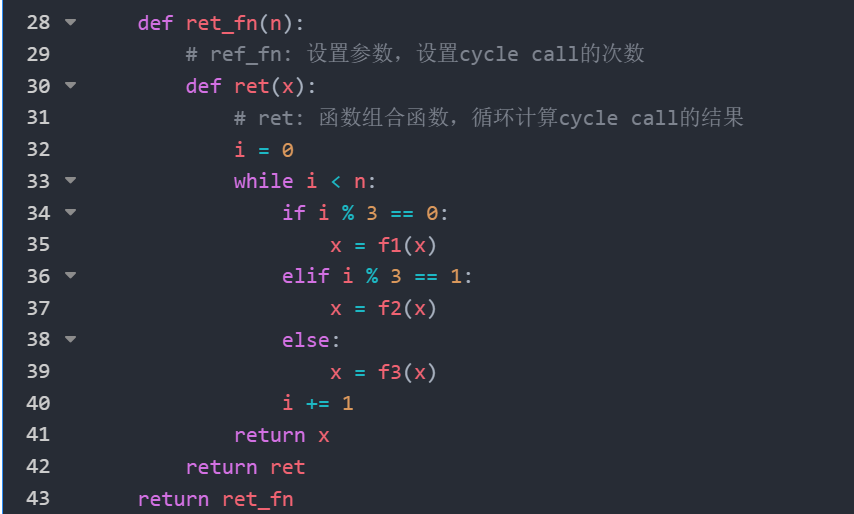 28 def ret_fn(n):
29 # ref_fn: 设置参数，设置cycle call的次数
30 def ret(x):
31 # ret: 函数组合函数，循环计算cycle call的结果
32 i = 0
33 while i < n:
34 if i % 3 == 0:
35 x = f1(x)
36 elif i % 3 == 1:
37 x = f2(x)
38 else:
39 x = f3(x)
40 i += 1
41 return x
42 return ret
43 return ret_fn